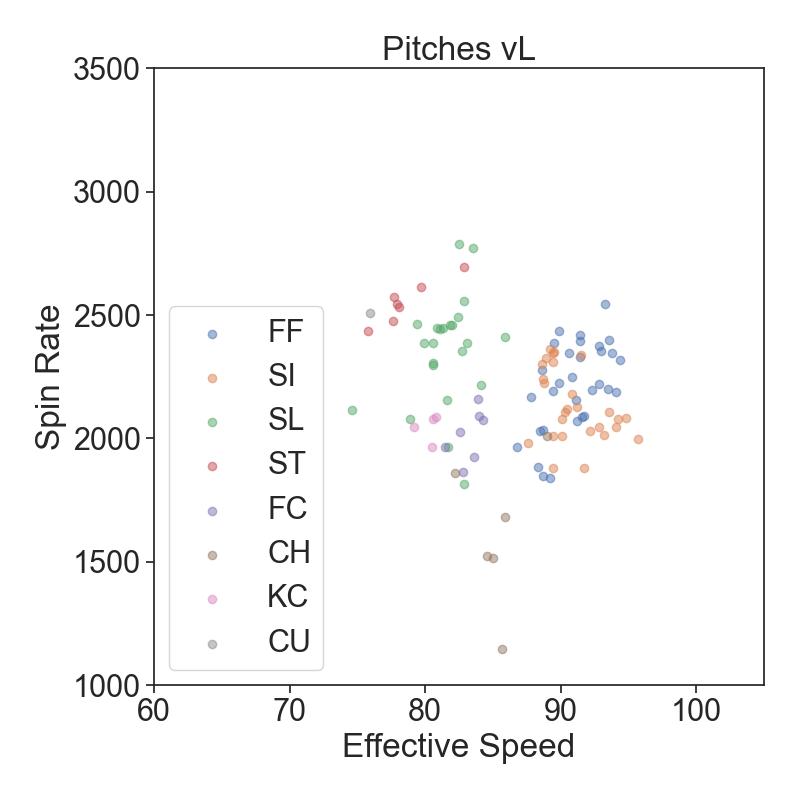 Pitches vL
3500
3000
2500
2000
1500
1000
Spin Rate
FF
SI
SL
ST
FC
CH
KC
CU
60 70 80 90 100
Effective Speed